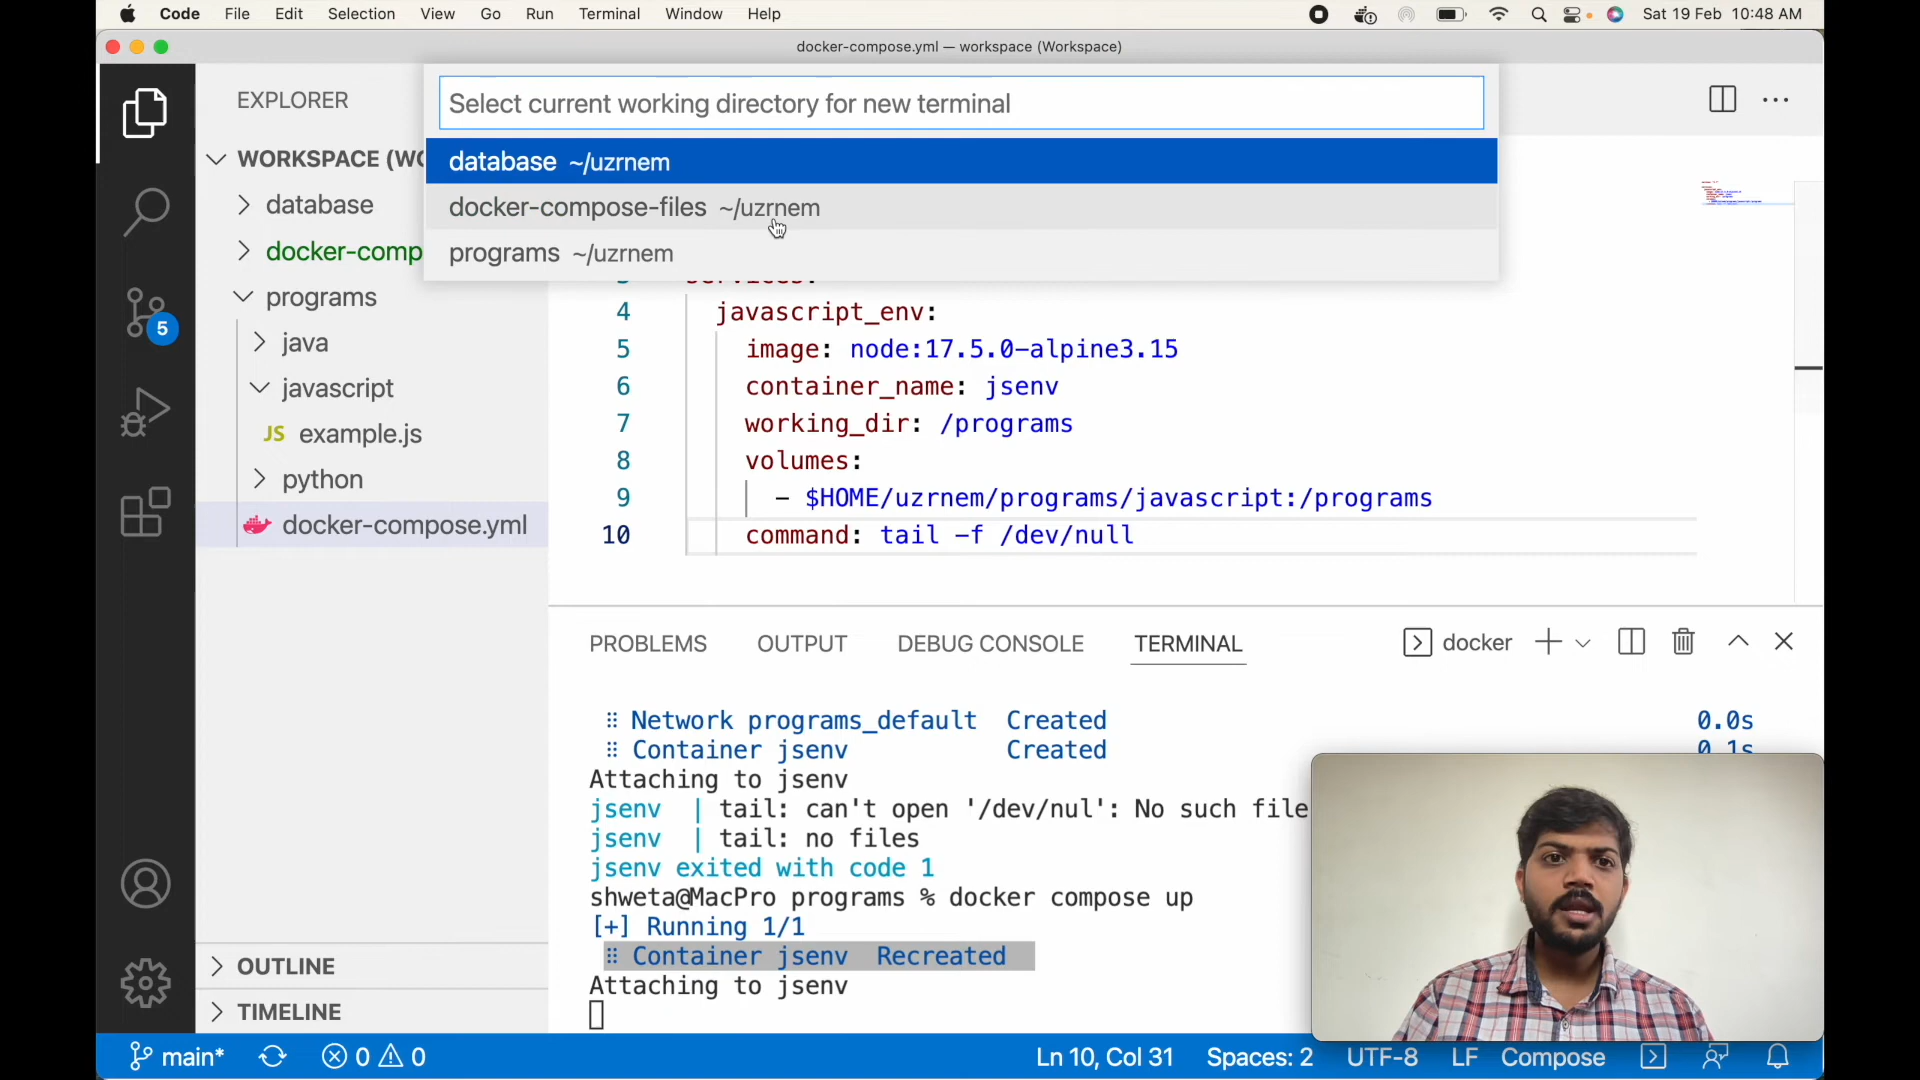 Code File Edit Selection View Go Run Terminal Window Help Sat 19 Feb 10:48 AM
docker-compose.yml — workspace (Workspace)
EXPLORER
WORKSPACE (WO
database
docker-comp
programs
java
javascript
JS example.js
python
docker-compose.yml
OUTLINE
TIMELINE
5
Select current working directory for new terminal
database ~/uzrnem
docker-compose-files ~/uzrnem
programs ~/uzrnem
4 javascript_env:
5 image: node:17.5.0-alpine3.15
6 container_name: jsenv
7 working_dir: /programs
8 volumes:
9 - $HOME/uzrnem/programs/javascript:/programs
10 command: tail -f /dev/null
PROBLEMS OUTPUT DEBUG CONSOLE TERMINAL docker
Network programs_default Created 0.0s
Container jsenv Created 0.1s
Attaching to jsenv
jsenv | tail: can't open '/dev/nul': No such file
jsenv | tail: no files
jsenv exited with code 1
shweta@MacPro programs % docker compose up
[+] Running 1/1
Container jsenv Recreated
Attaching to jsenv
main* 0 0 Ln 10, Col 31 Spaces: 2 UTF-8 LF Compose